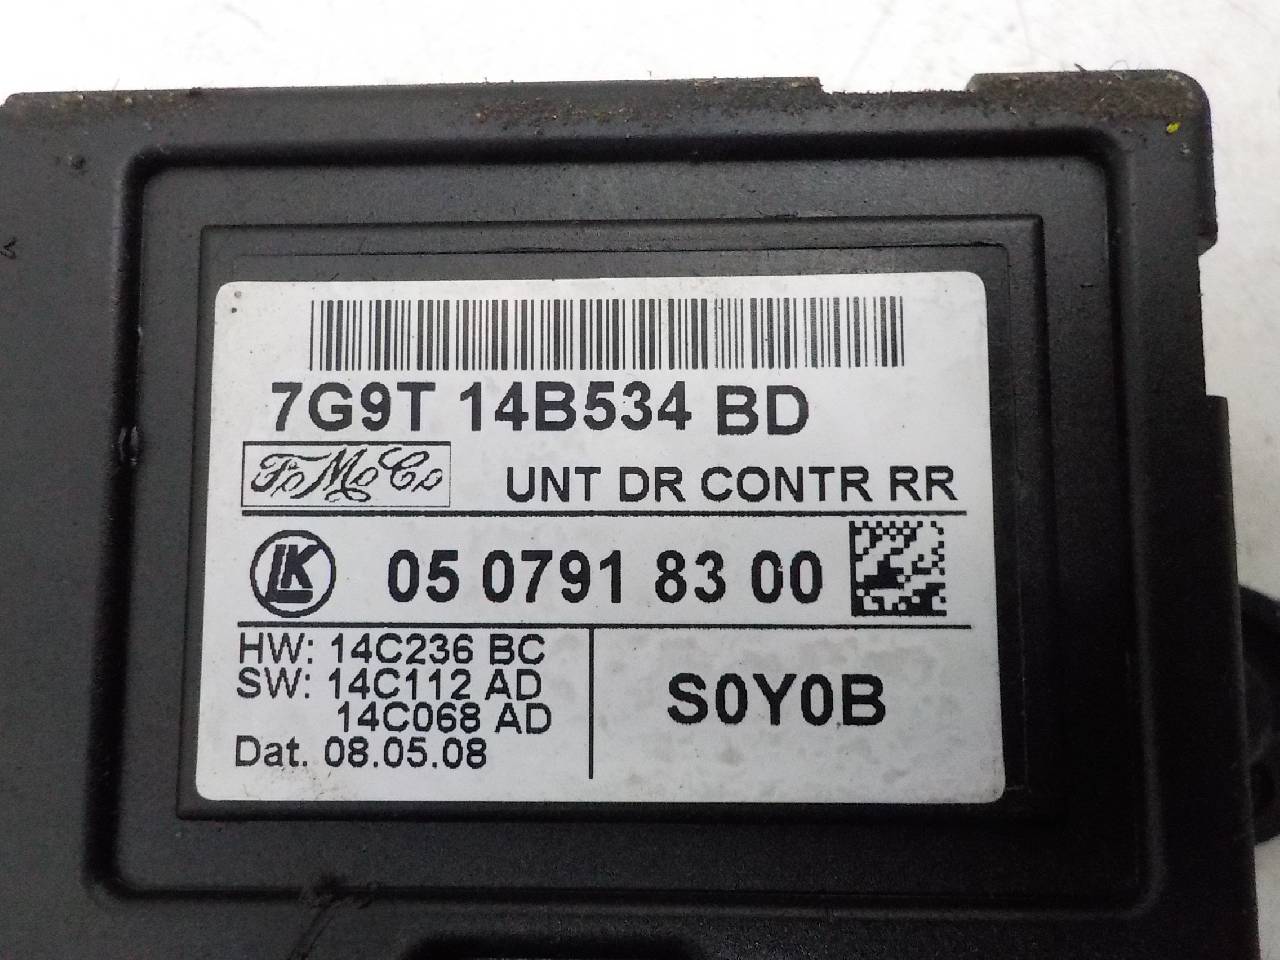 7G9T 14B534 BD
FoMoCo
UNT DR CONTR RR
LK
05 0791 83 00
HW: 14C236 BC
SW: 14C112 AD
14C068 AD
Dat. 08.05.08
S0Y0B